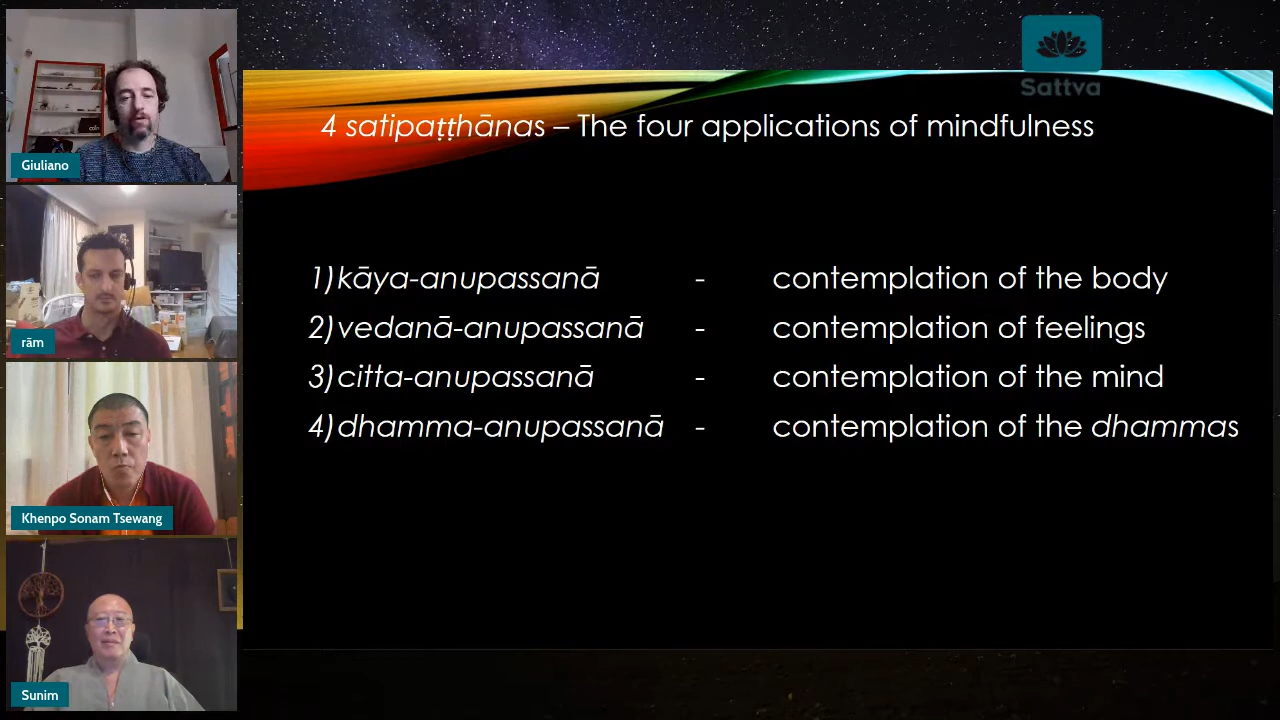 Sattva
4 satipaṭṭhānas – The four applications of mindfulness
1) kāya-anupassanā - contemplation of the body
2) vedanā-anupassanā - contemplation of feelings
3) citta-anupassanā - contemplation of the mind
4) dhamma-anupassanā - contemplation of the dhammas
Giuliano
rām
Khenpo Sonam Tsewang
Sunim